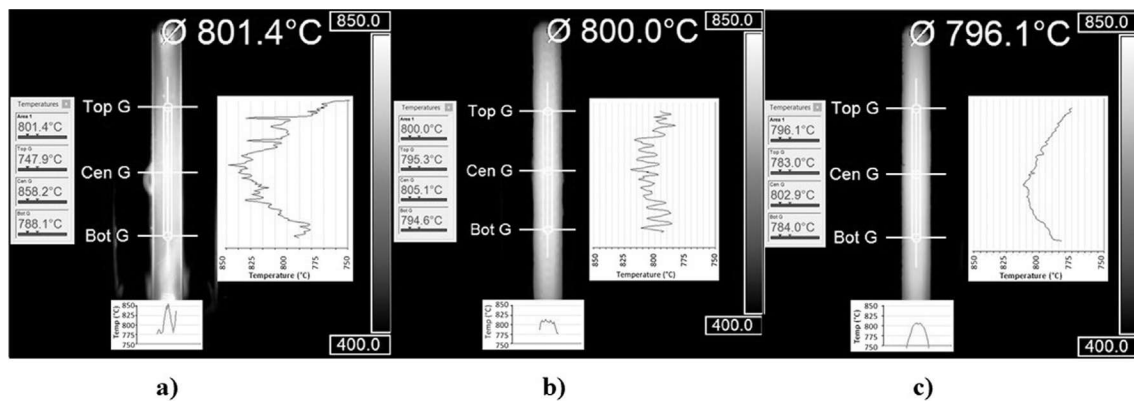 Ø 801.4°C
850.0
Temperatures
Area 1
801.4°C
Top G
747.9°C
Cen G
858.2°C
Bot G
788.1°C
Top G
Cen G
Bot G
850 825 800 775 750
Temperature (°C)
Temp (°C)
850
825
800
775
750
400.0
a)
Ø 800.0°C
850.0
Temperatures
Area 1
800.0°C
Top G
795.3°C
Cen G
805.1°C
Bot G
794.6°C
Top G
Cen G
Bot G
850 825 800 775 750
Temperature (°C)
Temp (°C)
850
825
800
775
750
400.0
b)
Ø 796.1°C
850.0
Temperatures
Area 1
796.1°C
Top G
783.0°C
Cen G
802.9°C
Bot G
784.0°C
Top G
Cen G
Bot G
850 825 800 775 750
Temperature (°C)
Temp (°C)
850
825
800
775
750
400.0
c)